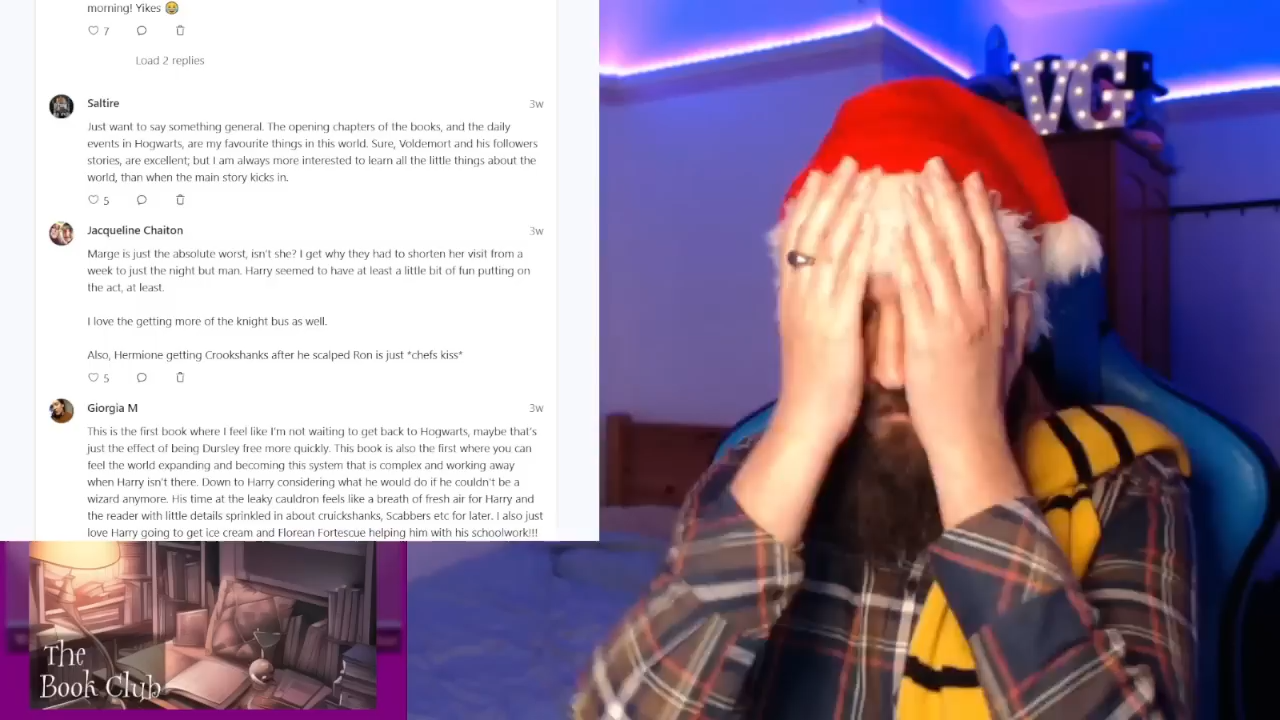 morning! Yikes 😂
7
Load 2 replies
Saltire 3w
Just want to say something general. The opening chapters of the books, and the daily
events in Hogwarts, are my favourite things in this world. Sure, Voldemort and his followers
stories, are excellent; but I am always more interested to learn all the little things about the
world, than when the main story kicks in.
5
Jacqueline Chaiton 3w
Marge is just the absolute worst, isn't she? I get why they had to shorten her visit from a
week to just the night but man. Harry seemed to have at least a little bit of fun putting on
the act, at least.
I love the getting more of the knight bus as well.
Also, Hermione getting Crookshanks after he scalped Ron is just *chefs kiss*
5
Giorgia M 3w
This is the first book where I feel like I'm not waiting to get back to Hogwarts, maybe that's
just the effect of being Dursley free more quickly. This book is also the first where you can
feel the world expanding and becoming this system that is complex and working away
when Harry isn't there. Down to Harry considering what he would do if he couldn't be a
wizard anymore. His time at the leaky cauldron feels like a breath of fresh air for Harry and
the reader with little details sprinkled in about cruickshanks, Scabbers etc for later. I also just
love Harry going to get ice cream and Florean Fortescue helping him with his schoolwork!!!
VG
The
Book Club